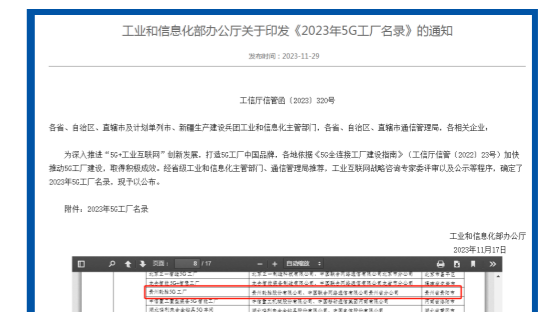 工业和信息化部办公厅关于印发《2023年5G工厂名录》的通知
发布时间：2023-11-29
工信厅信管函〔2023〕320号
各省、自治区、直辖市及计划单列市、新疆生产建设兵团工业和信息化主管部门，各省、自治区、直辖市通信管理局，各相关企业：
为深入推进“5G+工业互联网”创新发展，打造5G工厂中国品牌，各地依据《5G全连接工厂建设指南》（工信厅信管〔2022〕23号）加快
推动5G工厂建设，取得积极成效。经省级工业和信息化主管部门、通信管理局推荐，工业互联网战略咨询专家委评审以及公示等程序，确定了
2023年5G工厂名录，现予以公布。
附件：2023年5G工厂名录
工业和信息化部办公厅
2023年11月17日
页面： 8 / 17
自动缩放